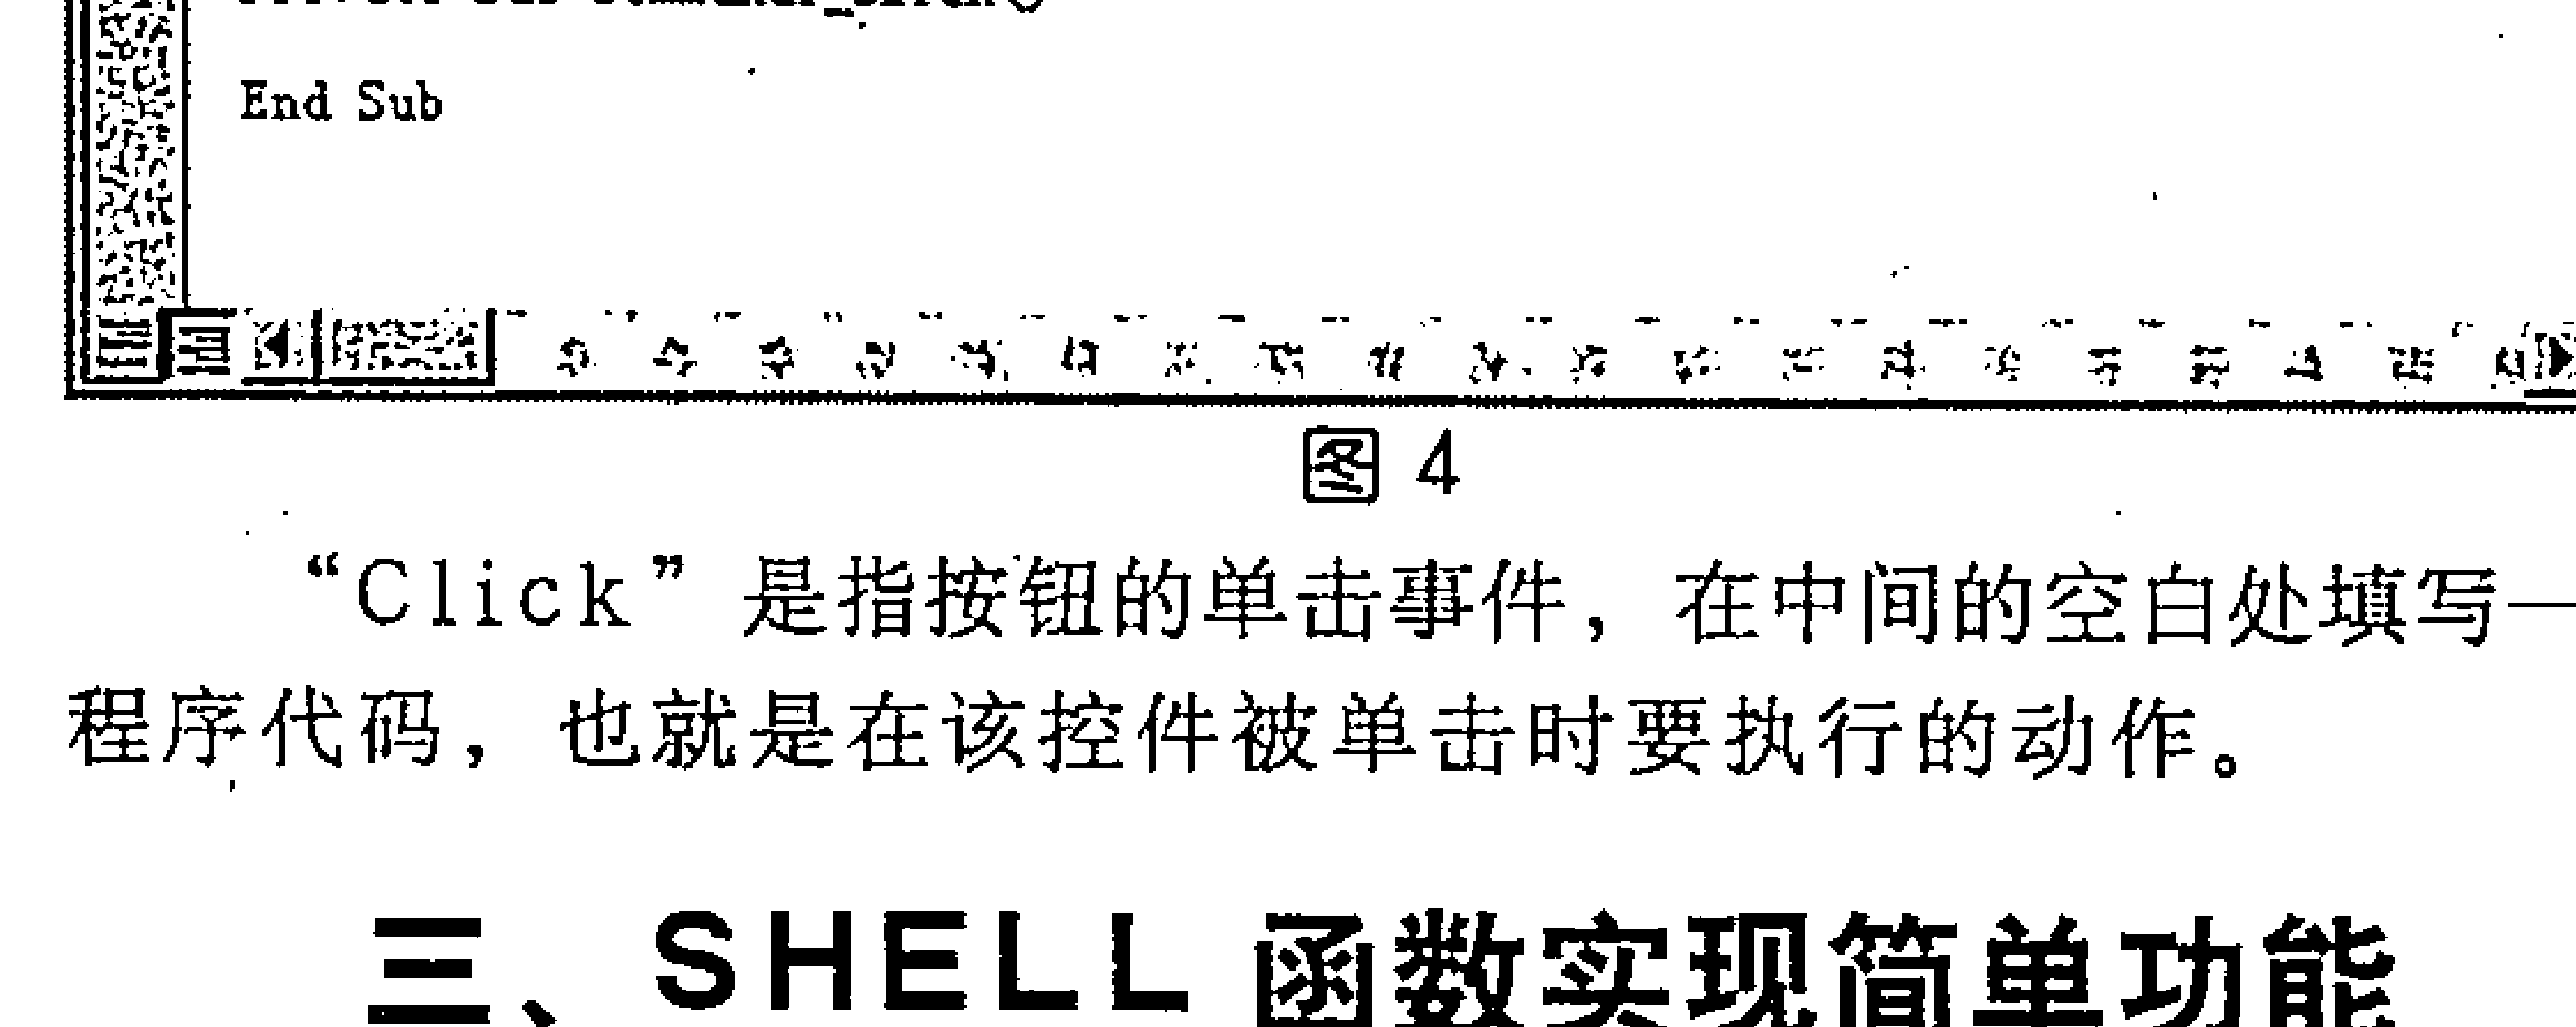 End Sub
图 4
“Click”是指按钮的单击事件，在中间的空白处填写一
程序代码，也就是在该控件被单击时要执行的动作。
三、SHELL 函数实现简单功能